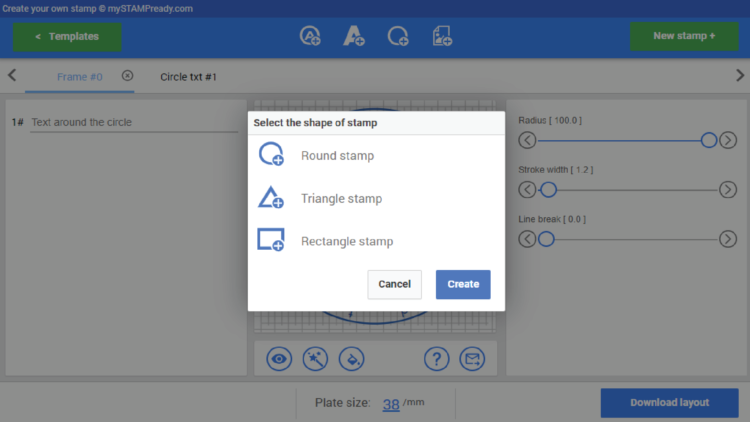 Create your own stamp © mySTAMPready.com
< Templates
New stamp +
Frame #0
Circle txt #1
1# Text around the circle
Select the shape of stamp
Round stamp
Triangle stamp
Rectangle stamp
Cancel
Create
Radius [ 100.0 ]
Stroke width [ 1.2 ]
Line break [ 0.0 ]
?
Plate size: 38 /mm
Download layout